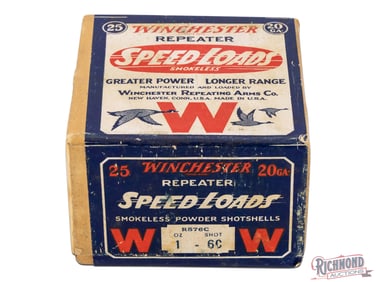 25 WINCHESTER 20 GA
REPEATER
SPEED LOADS
SMOKELESS
GREATER POWER LONGER RANGE
MANUFACTURED AND LOADED BY
WINCHESTER REPEATING ARMS CO.
NEW HAVEN, CONN., U.S.A. MADE IN U.S.A.
W
25 WINCHESTER 20 GA.
REPEATER
SPEED LOADS
SMOKELESS POWDER SHOTSHELLS
W R576C W
OZ SHOT
1 - 6C
RICHMOND
AUCTIONS